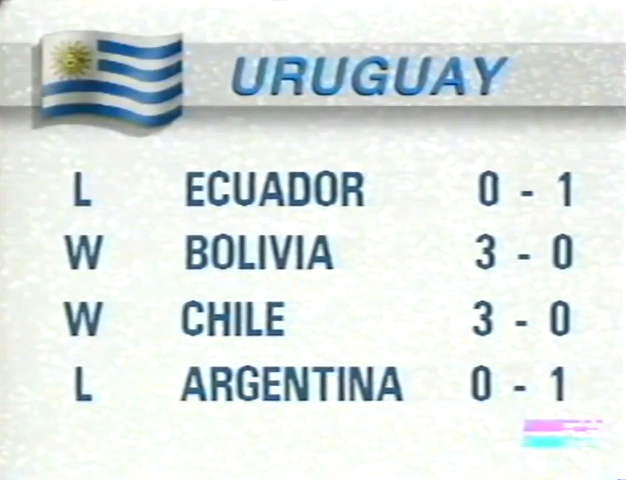 URUGUAY
L ECUADOR 0 - 1
W BOLIVIA 3 - 0
W CHILE 3 - 0
L ARGENTINA 0 - 1